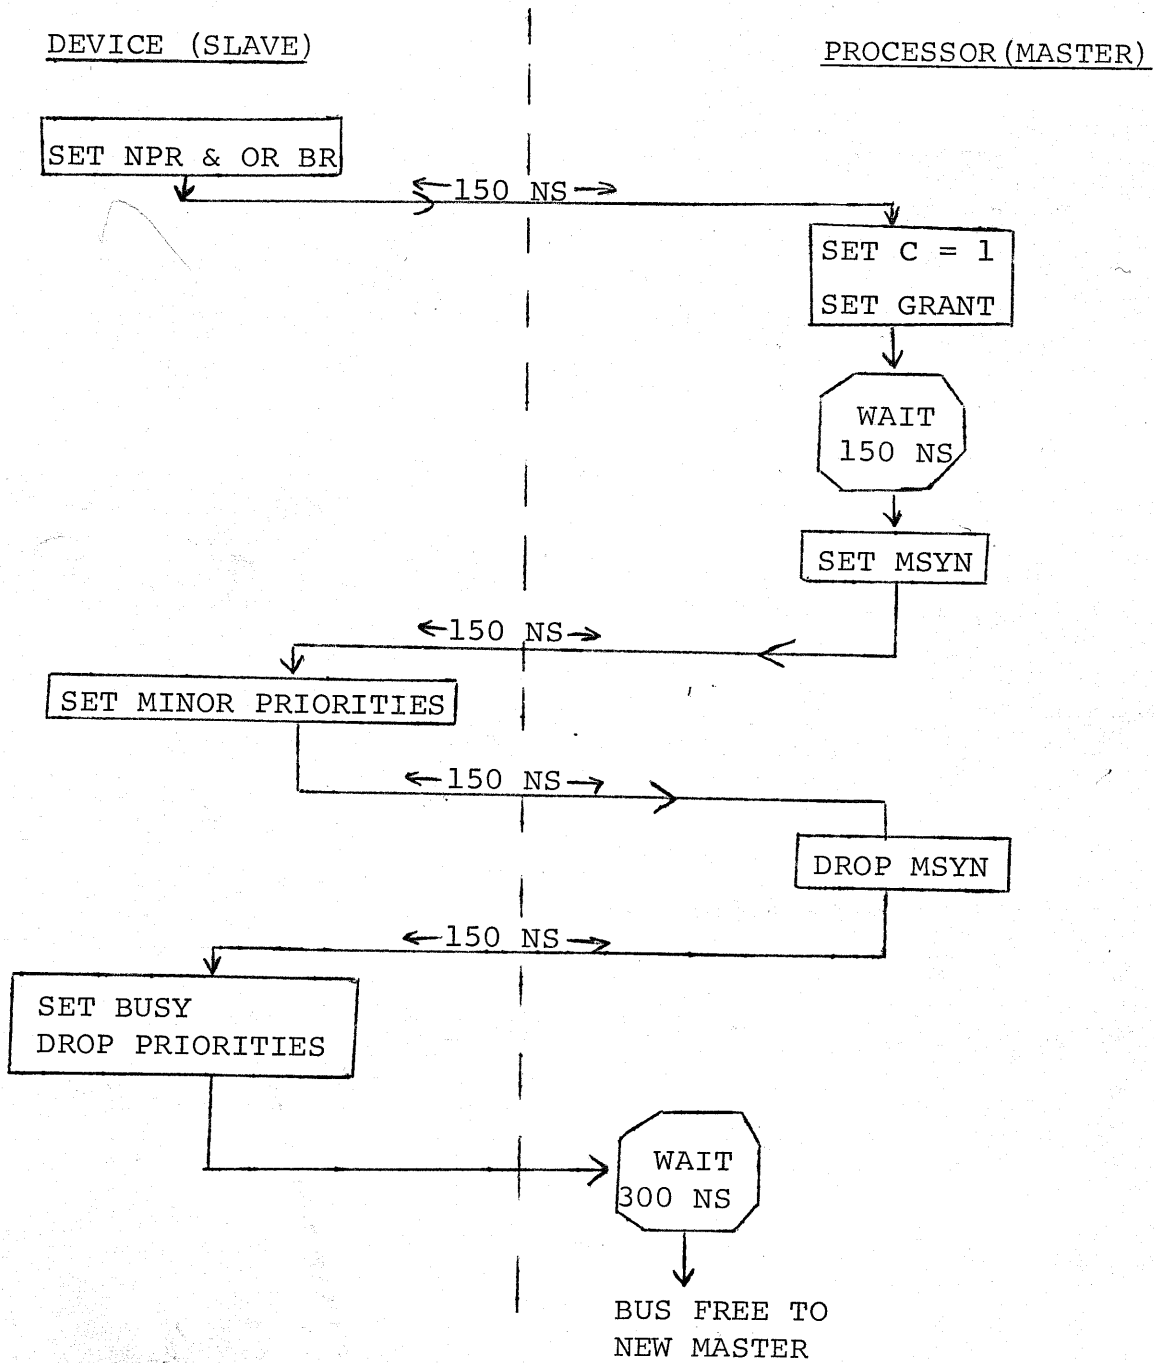 DEVICE (SLAVE)
PROCESSOR(MASTER)
SET NPR & OR BR
150 NS
SET C = 1
SET GRANT
WAIT
150 NS
SET MSYN
150 NS
SET MINOR PRIORITIES
150 NS
DROP MSYN
150 NS
SET BUSY
DROP PRIORITIES
WAIT
300 NS
BUS FREE TO
NEW MASTER